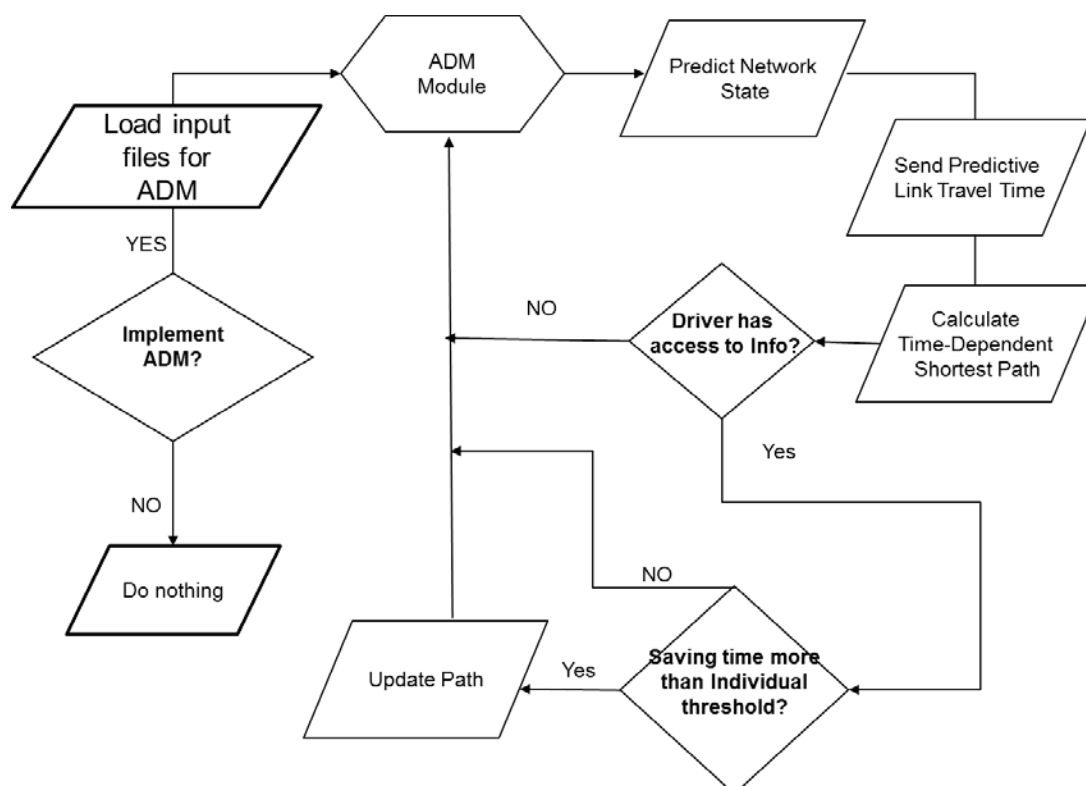 ADM
Module
Predict Network
State
Load input
files for
ADM
Send Predictive
Link Travel Time
YES
Implement
ADM?
NO
Driver has
access to Info?
Calculate
Time-Dependent
Shortest Path
Yes
NO
Do nothing
NO
Saving time more
than Individual
threshold?
Yes
Update Path